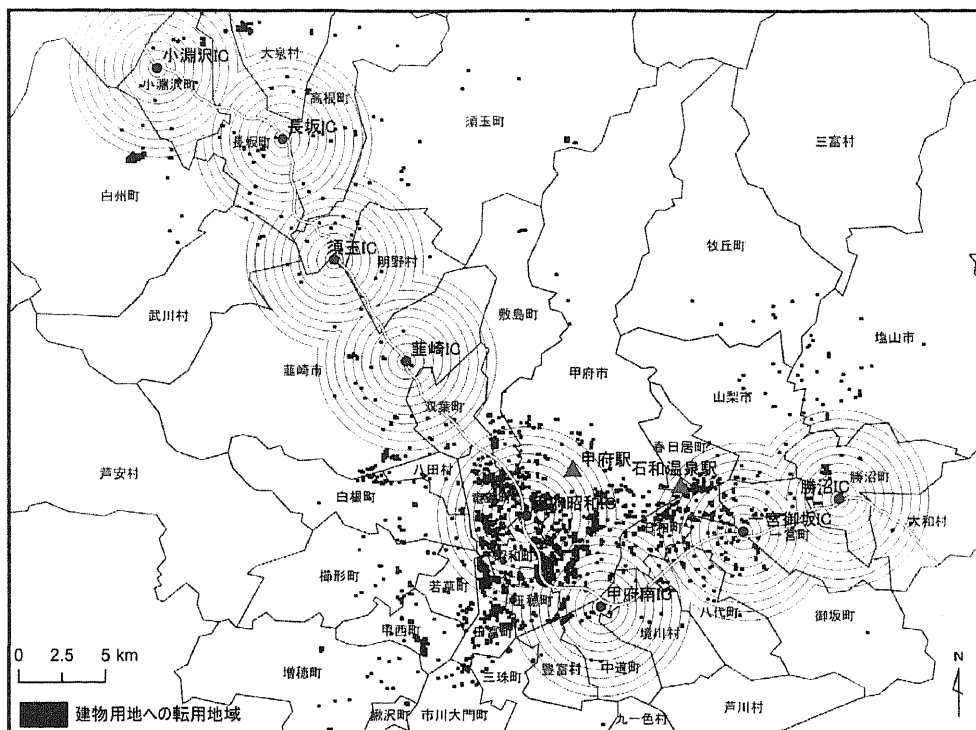 小淵沢IC
大泉村
小淵沢町
高根町
長坂IC
長坂町
須玉町
三富村
白州町
須玉IC
明野村
牧丘町
武川村
敷島町
塩山市
韮崎IC
韮崎市
甲府市
山梨市
双葉町
春日居町
甲府駅
石和温泉駅
芦安村
八田村
白根町
勝沼IC
勝沼町
昭和IC
石和町
一宮御坂IC
一宮町
大和村
昭和町
櫛形町
若草町
玉穂町
甲府南IC
八代町
御坂町
甲西町
田富町
境川村
0 2.5 5 km
増穂町
三珠町
豊富村
中道町
N
建物用地への転用地域
鰍沢町
市川大門町
九一色村
芦川村